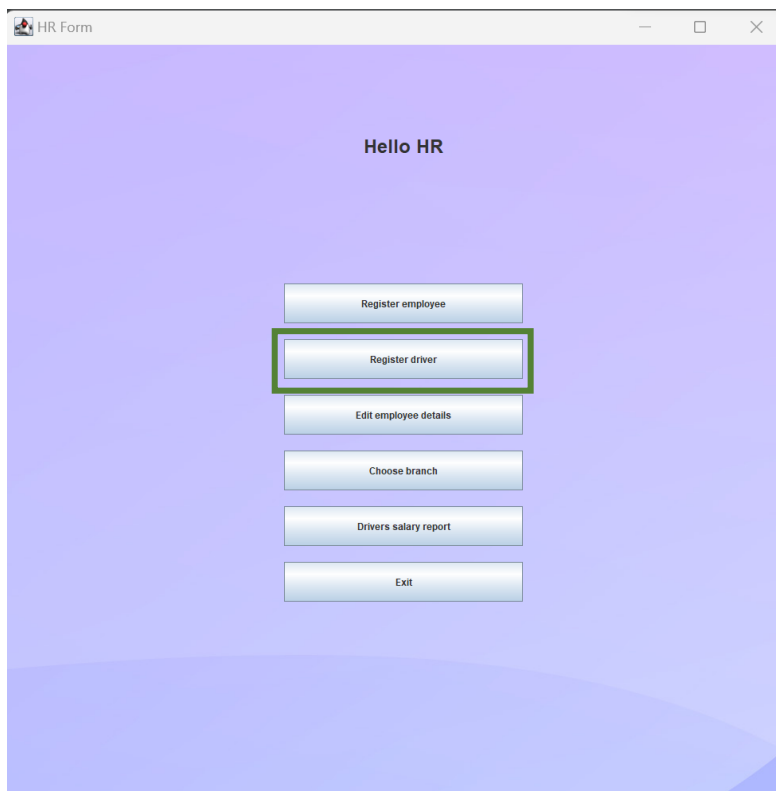 HR Form
Hello HR
Register employee
Register driver
Edit employee details
Choose branch
Drivers salary report
Exit